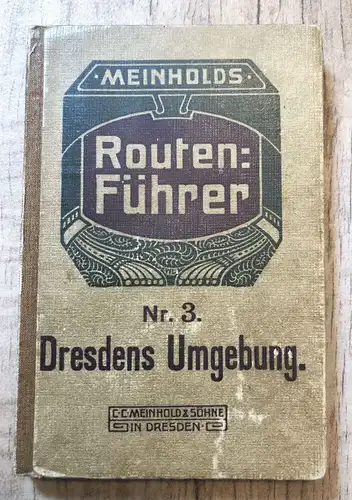 · MEINHOLDS ·
Routen:
Führer
Nr. 3.
Dresdens Umgebung.
C·C·MEINHOLD & SÖHNE
IN DRESDEN